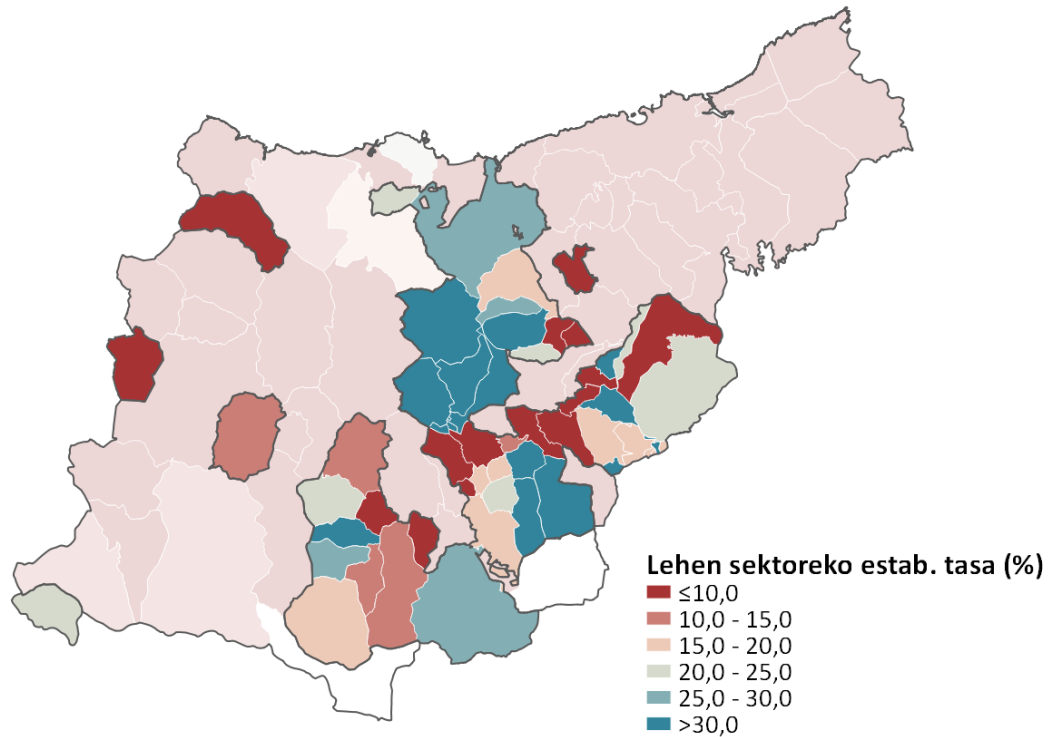 Lehen sektoreko estab. tasa (%)
≤10,0
10,0 - 15,0
15,0 - 20,0
20,0 - 25,0
25,0 - 30,0
>30,0